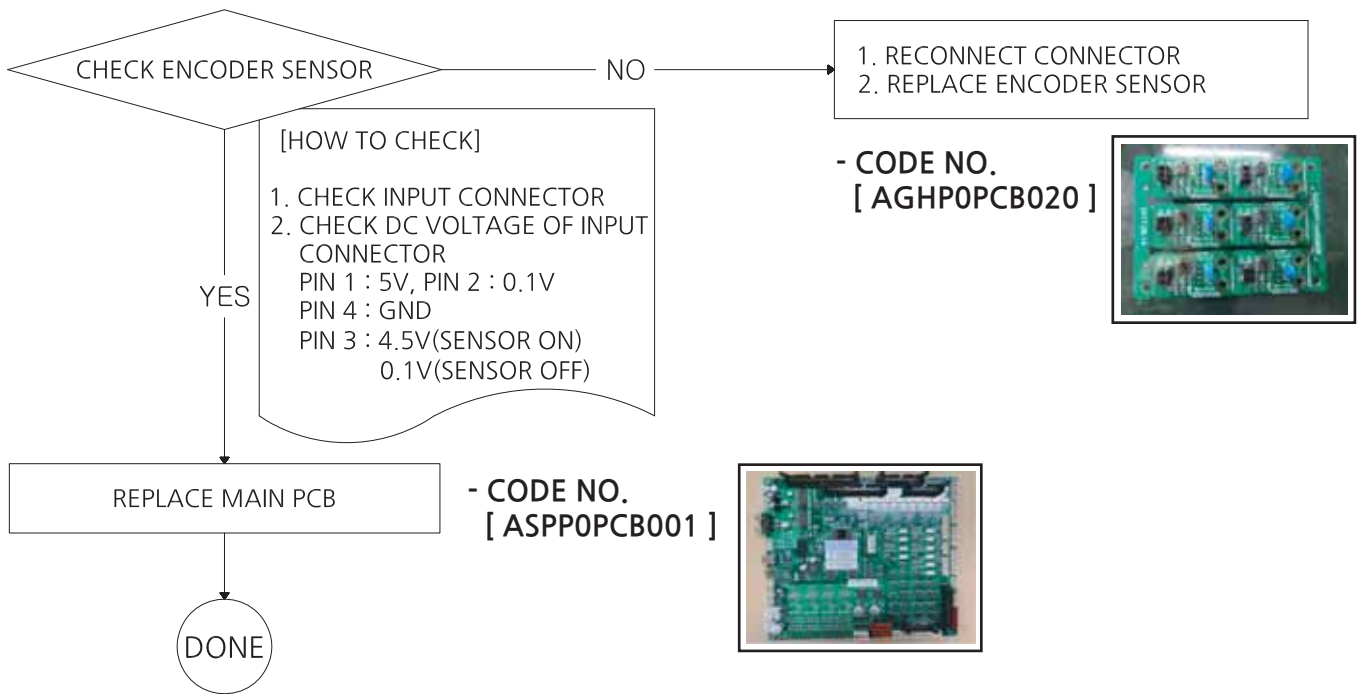 CHECK ENCODER SENSOR
NO
1. RECONNECT CONNECTOR
2. REPLACE ENCODER SENSOR
[HOW TO CHECK]
1. CHECK INPUT CONNECTOR
2. CHECK DC VOLTAGE OF INPUT
CONNECTOR
PIN 1 : 5V, PIN 2 : 0.1V
PIN 4 : GND
PIN 3 : 4.5V(SENSOR ON)
0.1V(SENSOR OFF)
- CODE NO.
[ AGHP0PCB020 ]
YES
REPLACE MAIN PCB
- CODE NO.
[ ASPP0PCB001 ]
DONE